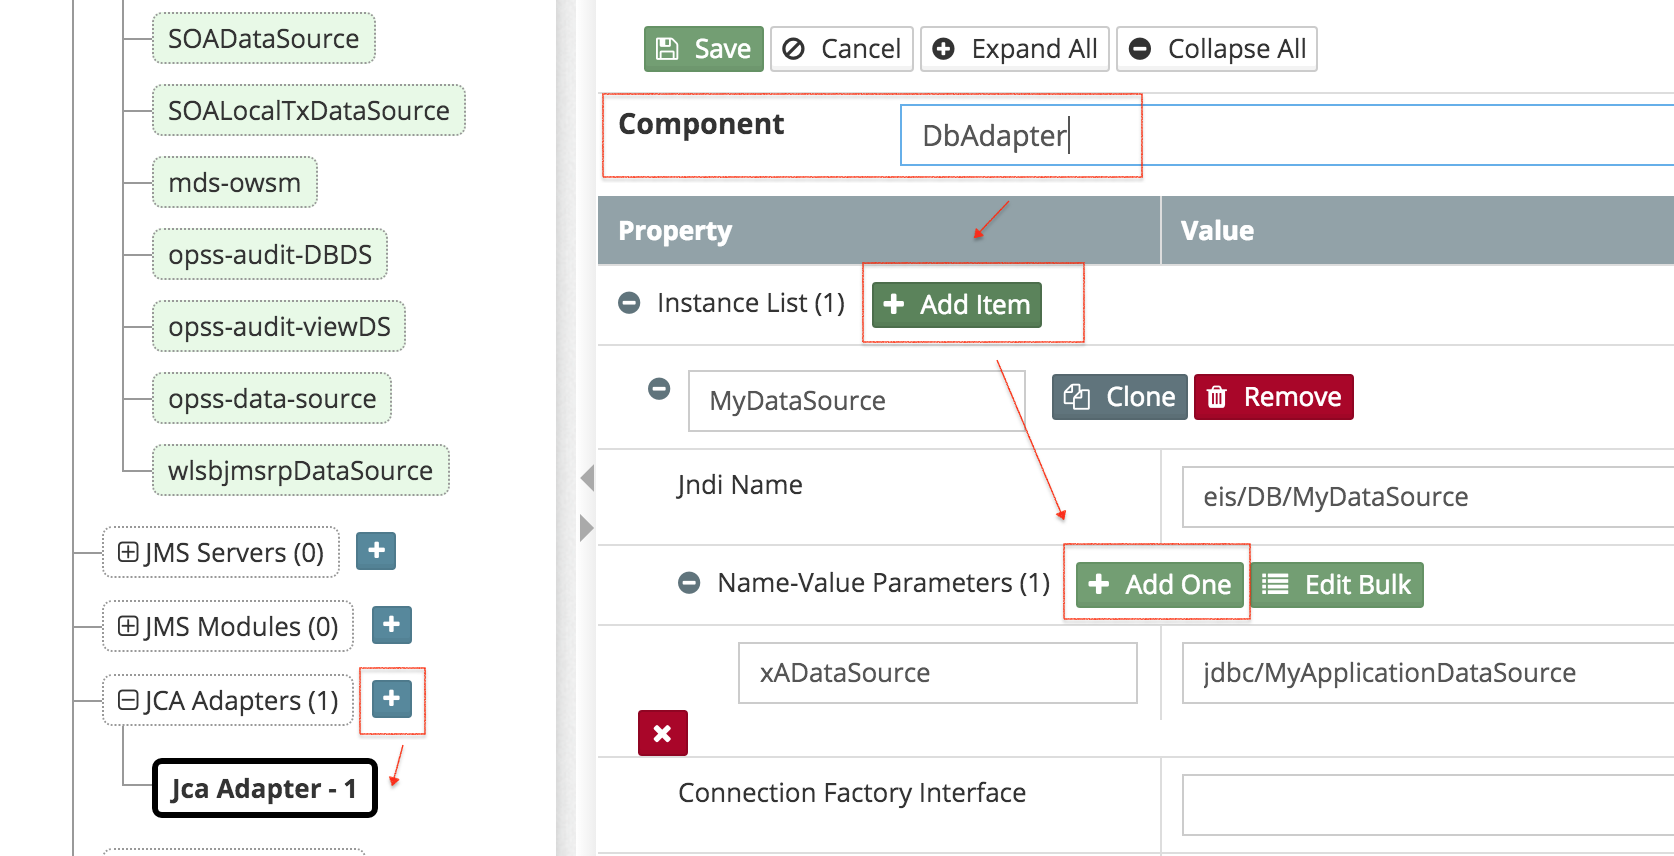 SOADataSource
SOALocalTxDataSource
mds-owsm
opss-audit-DBDS
opss-audit-viewDS
opss-data-source
wlsbjmsrpDataSource
JMS Servers (0)
JMS Modules (0)
JCA Adapters (1)
Jca Adapter - 1
Save Cancel Expand All Collapse All
Component DbAdapter
Property Value
Instance List (1) Add Item
MyDataSource Clone Remove
Jndi Name eis/DB/MyDataSource
Name-Value Parameters (1) Add One Edit Bulk
xADataSource jdbc/MyApplicationDataSource
Connection Factory Interface